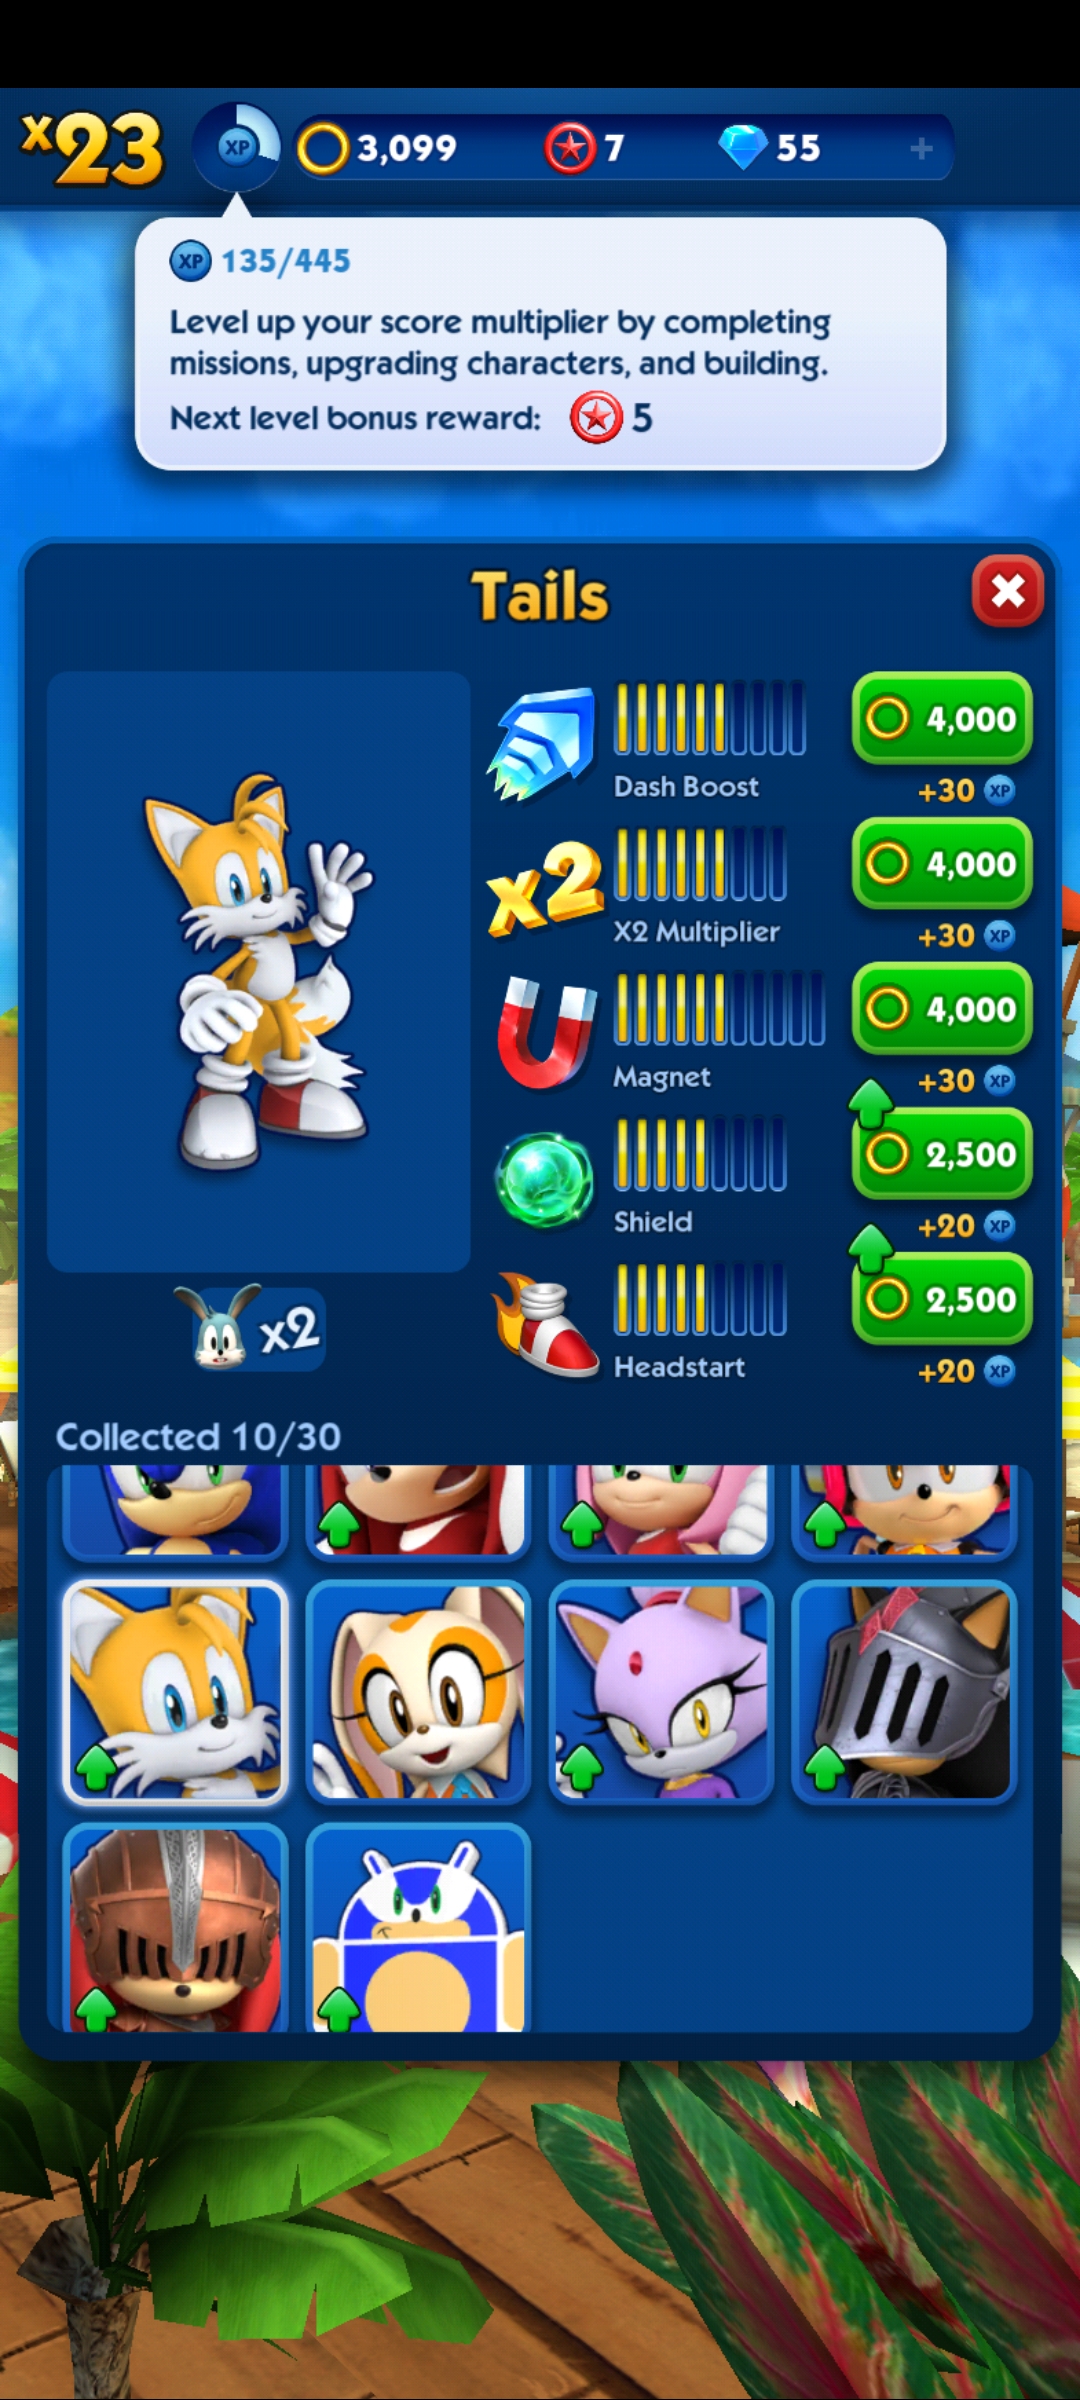 x23 XP 3,099 7 55 +
XP 135/445
Level up your score multiplier by completing
missions, upgrading characters, and building.
Next level bonus reward: 5
Tails
4,000
Dash Boost
+30 XP
x2
4,000
X2 Multiplier
+30 XP
4,000
Magnet
+30 XP
2,500
Shield
+20 XP
2,500
x2
Headstart
+20 XP
Collected 10/30